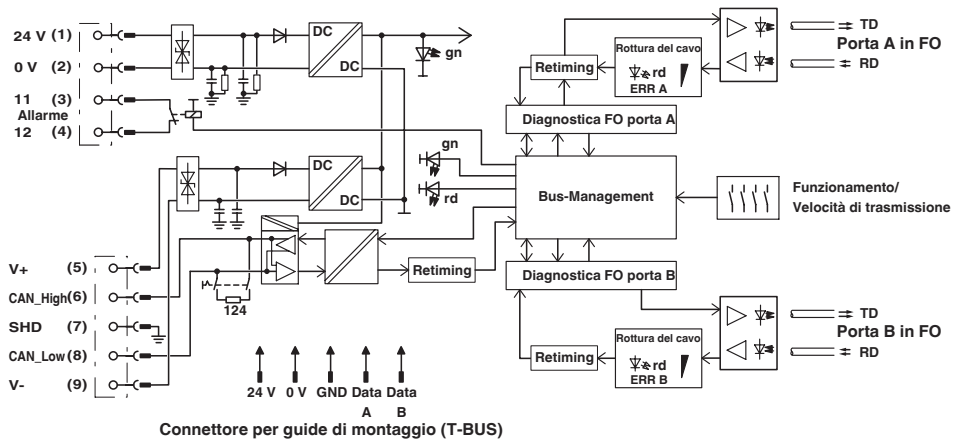 24 V (1)
0 V (2)
11 (3)
Allarme
12 (4)
DC
DC
gn
Retiming
Rottura del cavo
rd
ERR A
TD
Porta A in FO
RD
Diagnostica FO porta A
DC
DC
gn
rd
Bus-Management
Funzionamento/
Velocità di trasmissione
V+ (5)
CAN_High(6)
SHD (7)
CAN_Low (8)
V- (9)
124
Retiming
Diagnostica FO porta B
Retiming
Rottura del cavo
rd
ERR B
TD
Porta B in FO
RD
24 V 0 V GND Data Data
A B
Connettore per guide di montaggio (T-BUS)